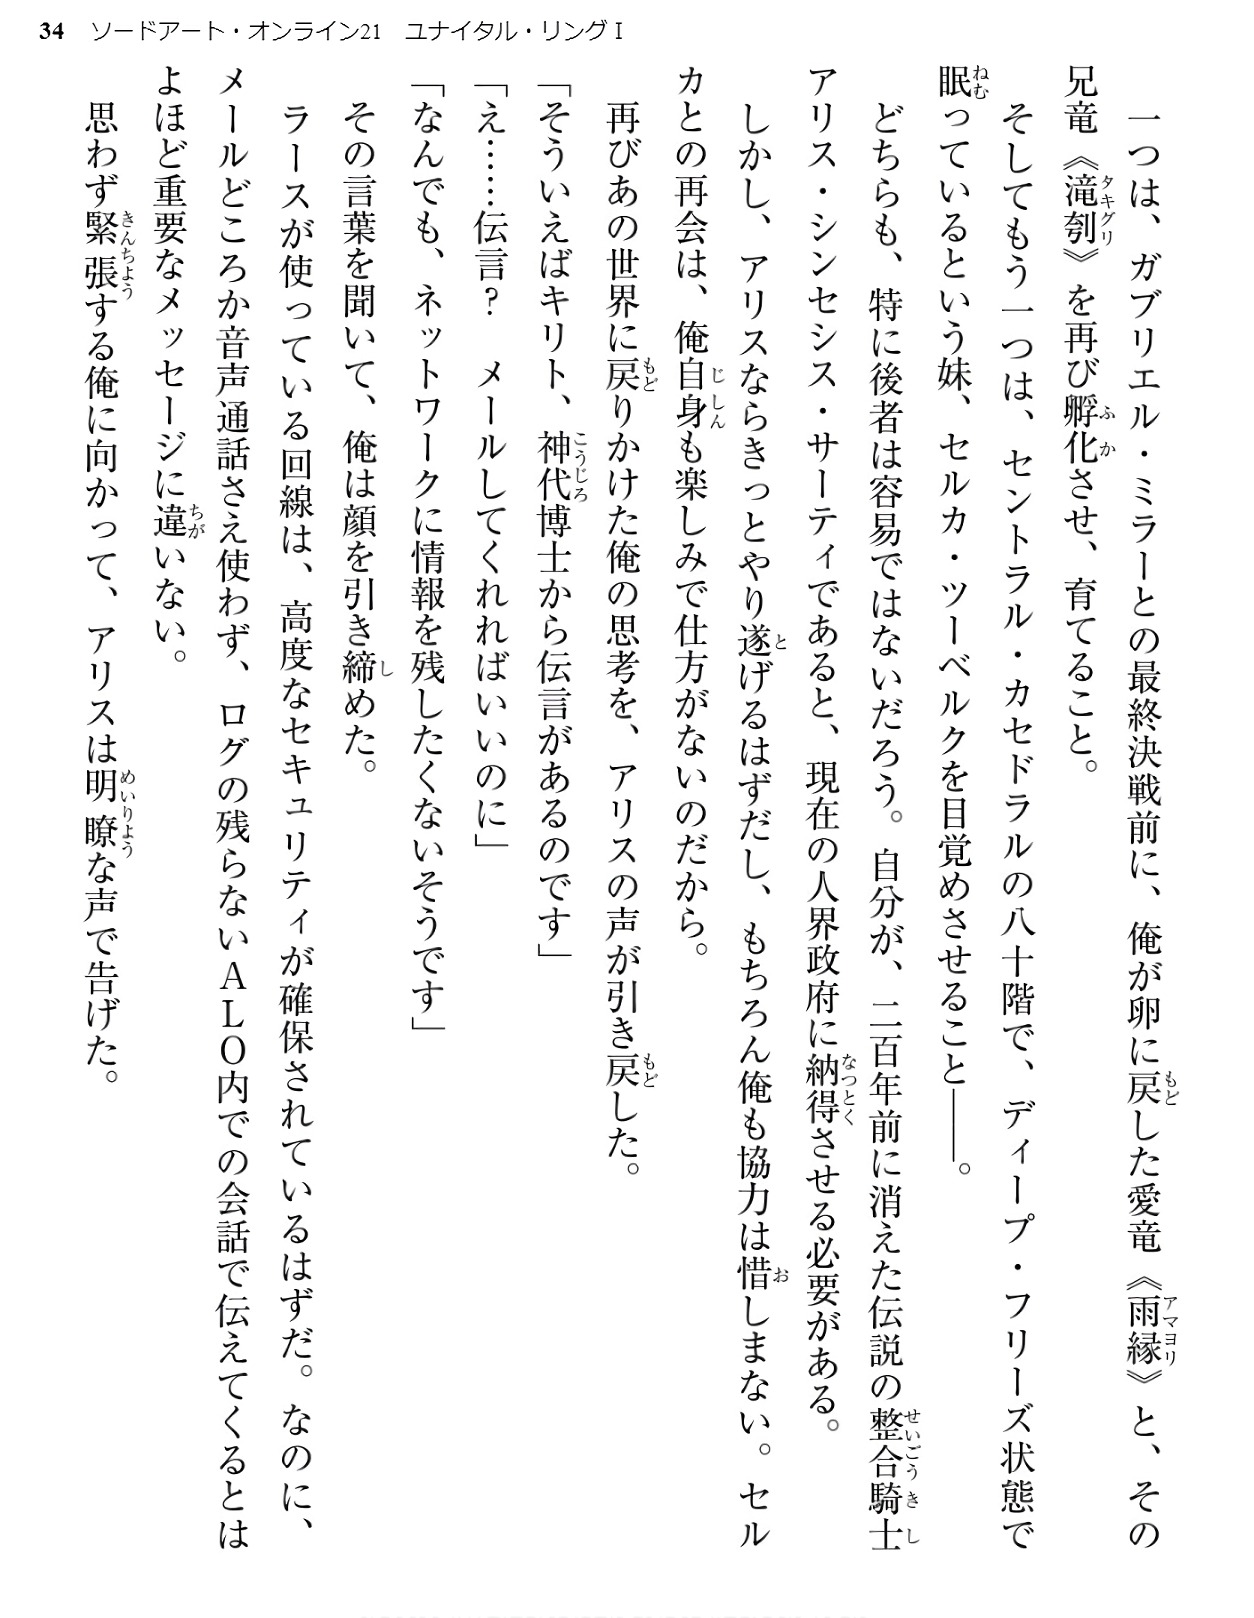 34 ソードアート・オンライン21 ユナイタル・リングⅠ
　一つは、ガブリエル・ミラーとの最終決戦前に、俺が卵に戻した愛竜《雨縁》と、その
兄竜《滝刳》を再び孵化させ、育てること。
　そしてもう一つは、セントラル・カセドラルの八十階で、ディープ・フリーズ状態で
眠っているという妹、セルカ・ツーベルクを目覚めさせること――。
　どちらも、特に後者は容易ではないだろう。自分が、二百年前に消えた伝説の整合騎士
アリス・シンセシス・サーティであると、現在の人界政府に納得させる必要がある。
　しかし、アリスならきっとやり遂げるはずだし、もちろん俺も協力は惜しまない。セル
カとの再会は、俺自身も楽しみで仕方がないのだから。
　再びあの世界に戻りかけた俺の思考を、アリスの声が引き戻した。
「そういえばキリト、神代博士から伝言があるのです」
「え……伝言？　メールしてくれればいいのに」
「なんでも、ネットワークに情報を残したくないそうです」
　その言葉を聞いて、俺は顔を引き締めた。
　ラースが使っている回線は、高度なセキュリティが確保されているはずだ。なのに、
メールどころか音声通話さえ使わず、ログの残らないＡＬＯ内での会話で伝えてくるとは
よほど重要なメッセージに違いない。
　思わず緊張する俺に向かって、アリスは明瞭な声で告げた。